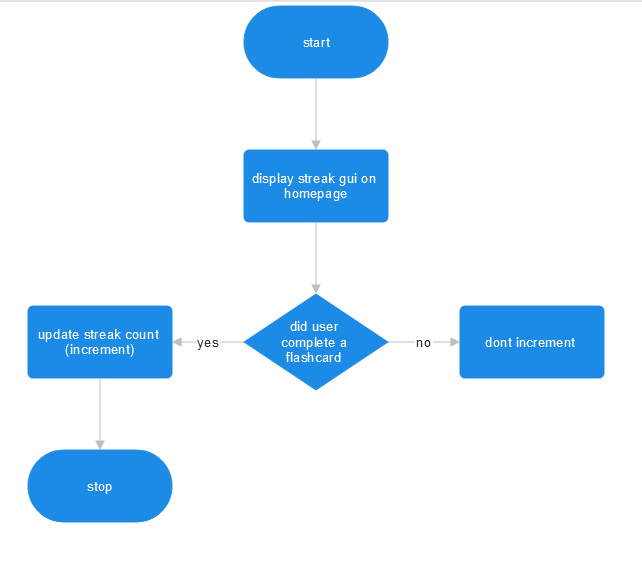 start
display streak gui on
homepage
did user
complete a
flashcard
yes
no
update streak count
(increment)
dont increment
stop